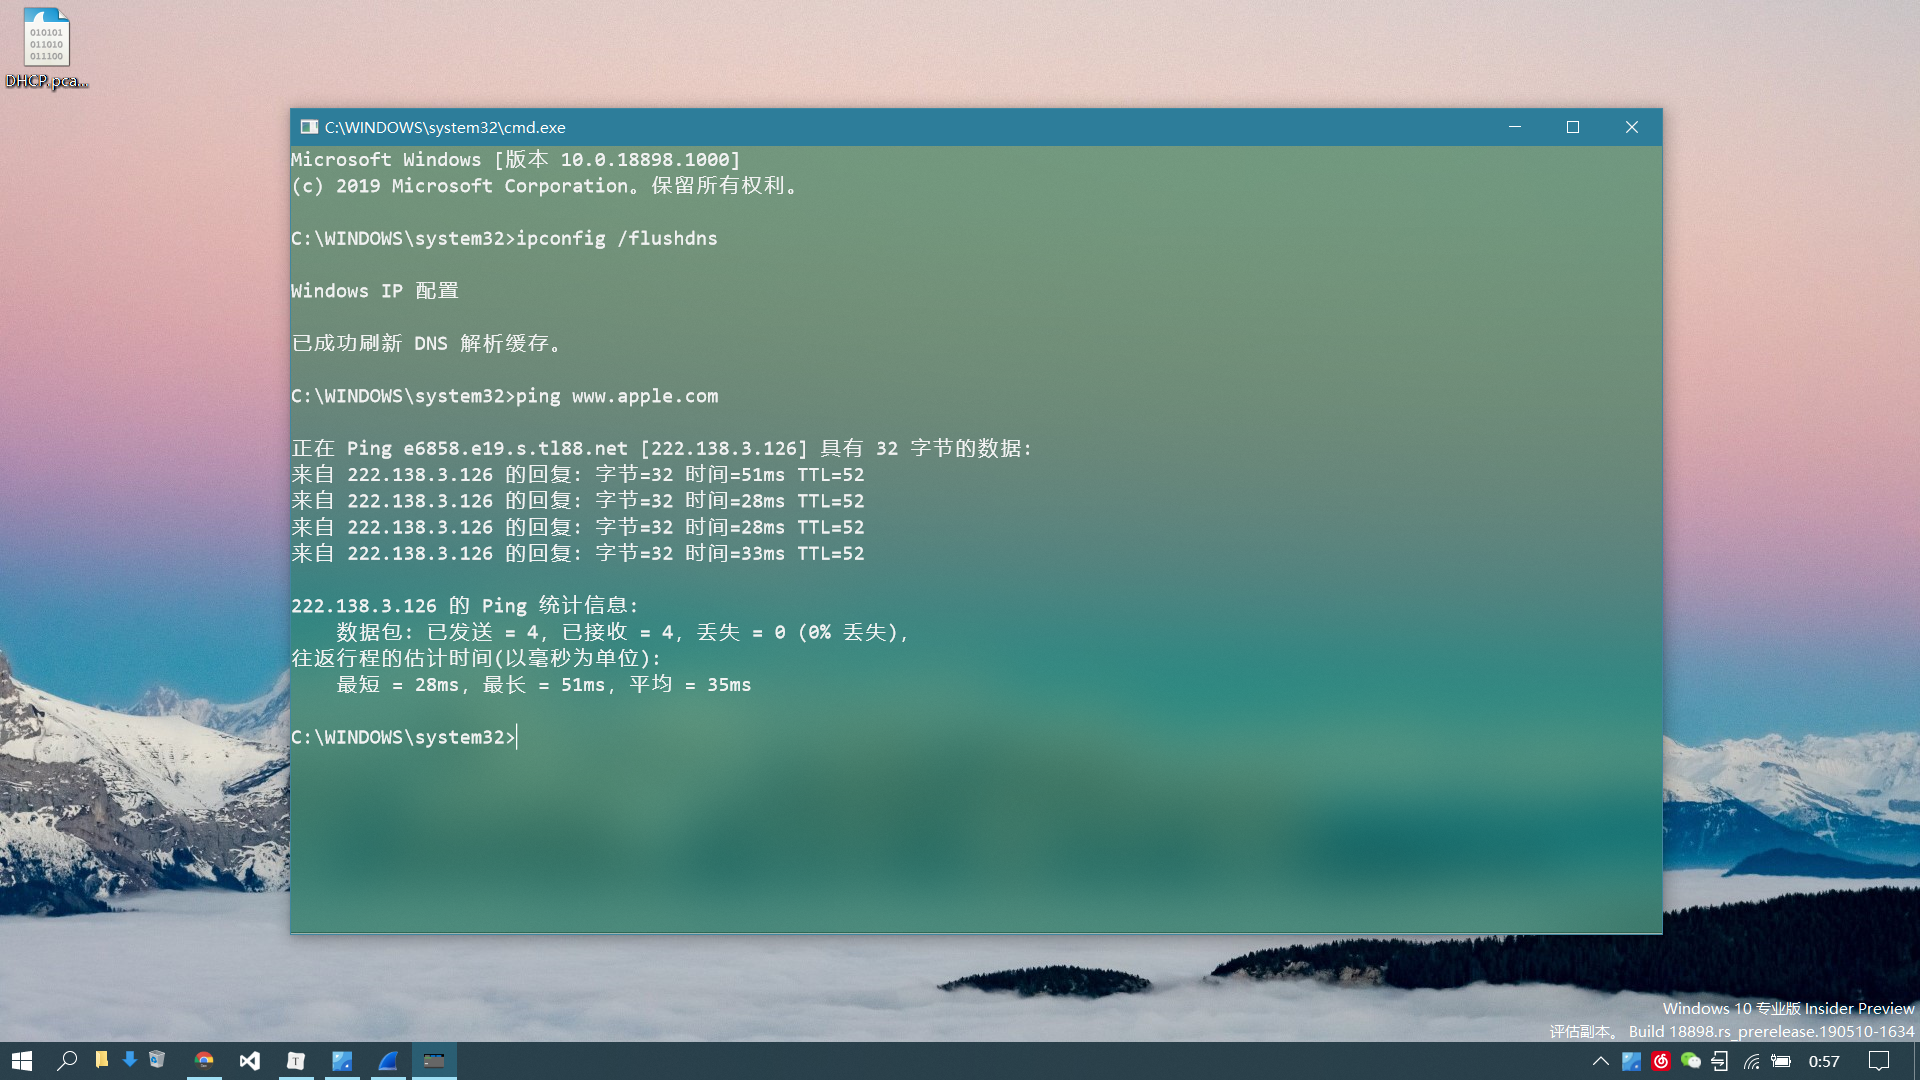 010101
011010
011100
DHCP.pca...
C:\WINDOWS\system32\cmd.exe
Microsoft Windows [版本 10.0.18898.1000]
(c) 2019 Microsoft Corporation。保留所有权利。
C:\WINDOWS\system32>ipconfig /flushdns
Windows IP 配置
已成功刷新 DNS 解析缓存。
C:\WINDOWS\system32>ping www.apple.com
正在 Ping e6858.e19.s.tl88.net [222.138.3.126] 具有 32 字节的数据:
来自 222.138.3.126 的回复: 字节=32 时间=51ms TTL=52
来自 222.138.3.126 的回复: 字节=32 时间=28ms TTL=52
来自 222.138.3.126 的回复: 字节=32 时间=28ms TTL=52
来自 222.138.3.126 的回复: 字节=32 时间=33ms TTL=52
222.138.3.126 的 Ping 统计信息:
数据包: 已发送 = 4, 已接收 = 4, 丢失 = 0 (0% 丢失),
往返行程的估计时间(以毫秒为单位):
最短 = 28ms, 最长 = 51ms, 平均 = 35ms
C:\WINDOWS\system32>
Windows 10 专业版 Insider Preview
评估副本。 Build 18898.rs_prerelease.190510-1634
T
0:57